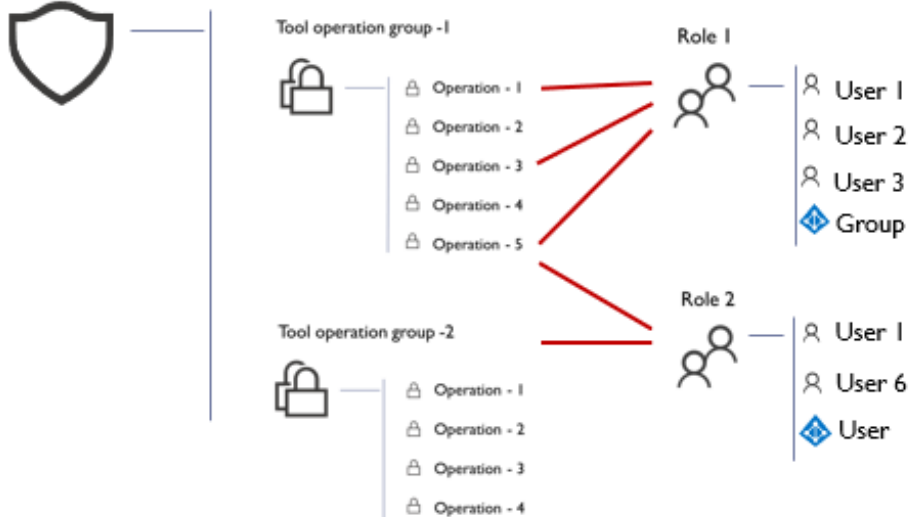 Tool operation group -1
Operation - 1
Operation - 2
Operation - 3
Operation - 4
Operation - 5
Role 1
User 1
User 2
User 3
Group
Tool operation group -2
Operation - 1
Operation - 2
Operation - 3
Operation - 4
Role 2
User 1
User 6
User